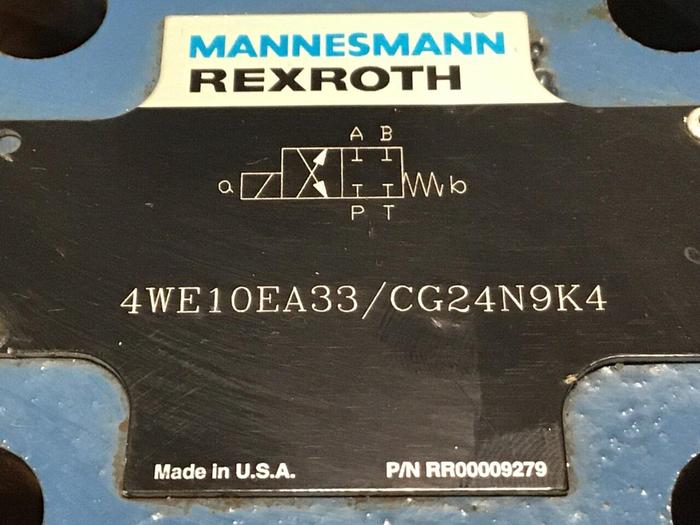 MANNESMANN
REXROTH
A B
a b
P T
4WE10EA33/CG24N9K4
Made in U.S.A. P/N RR00009279